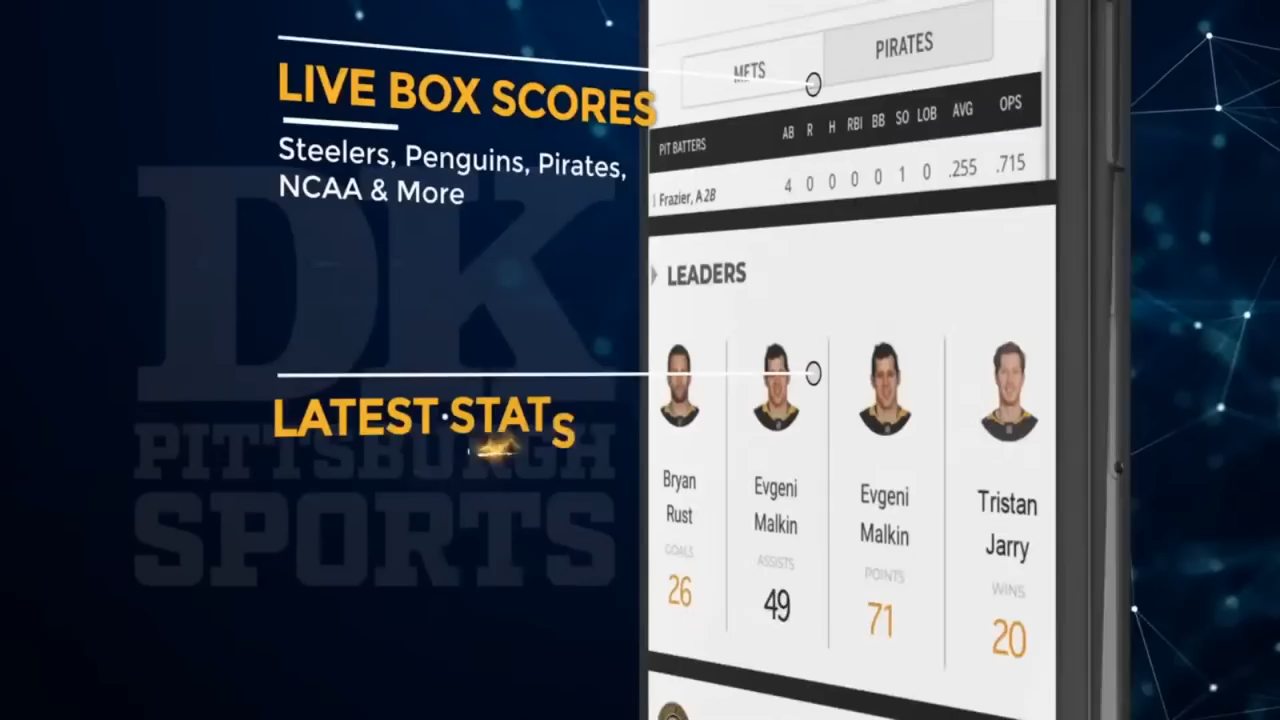 LIVE BOX SCORES
Steelers, Penguins, Pirates,
NCAA & More
LATEST STATS
DK
PITTSBURGH
SPORTS
METS
PIRATES
PIT BATTERS AB R H RBI BB SO LOB AVG OPS
Frazier, A 2B 4 0 0 0 0 1 0 .255 .715
LEADERS
Bryan
Rust
GOALS
26
Evgeni
Malkin
ASSISTS
49
Evgeni
Malkin
POINTS
71
Tristan
Jarry
WINS
20